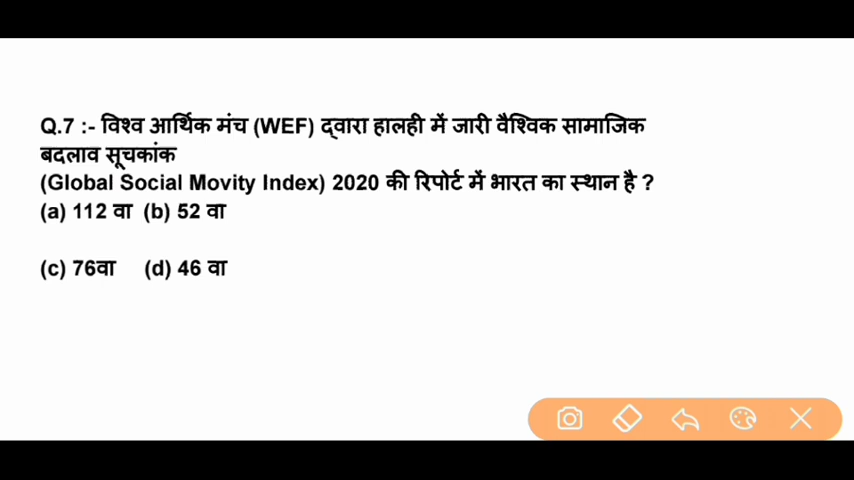 Q.7 :- विश्व आर्थिक मंच (WEF) द्वारा हालही में जारी वैश्विक सामाजिक
बदलाव सूचकांक
(Global Social Movity Index) 2020 की रिपोर्ट में भारत का स्थान है ?
(a) 112 वा (b) 52 वा
(c) 76वा (d) 46 वा